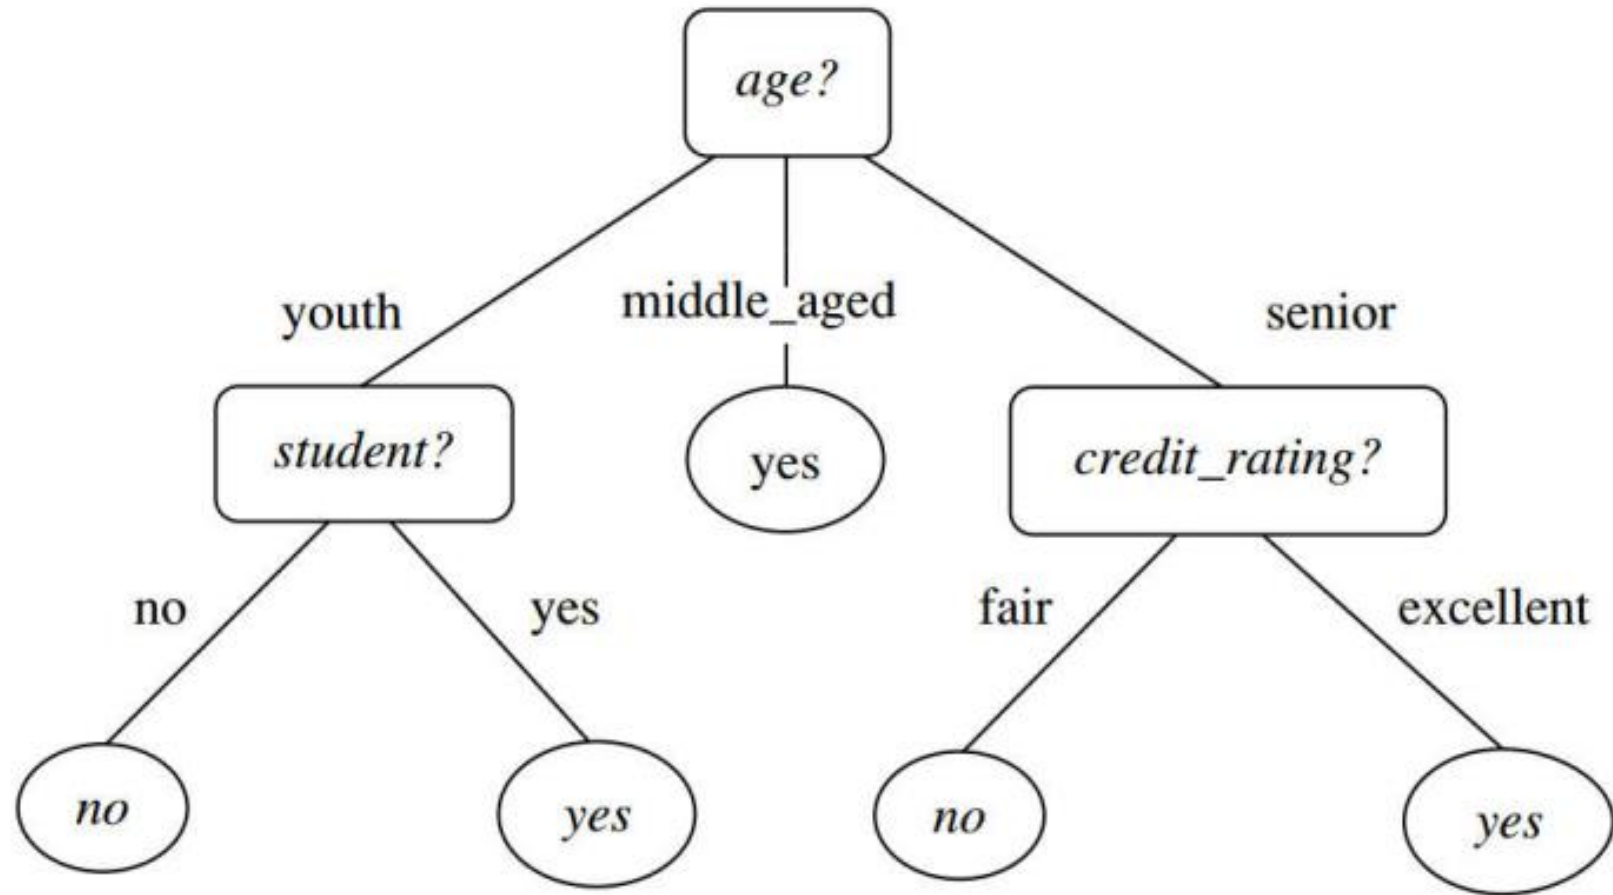 age?
youth
middle_aged
senior
student?
yes
credit_rating?
no
yes
fair
excellent
no
yes
no
yes